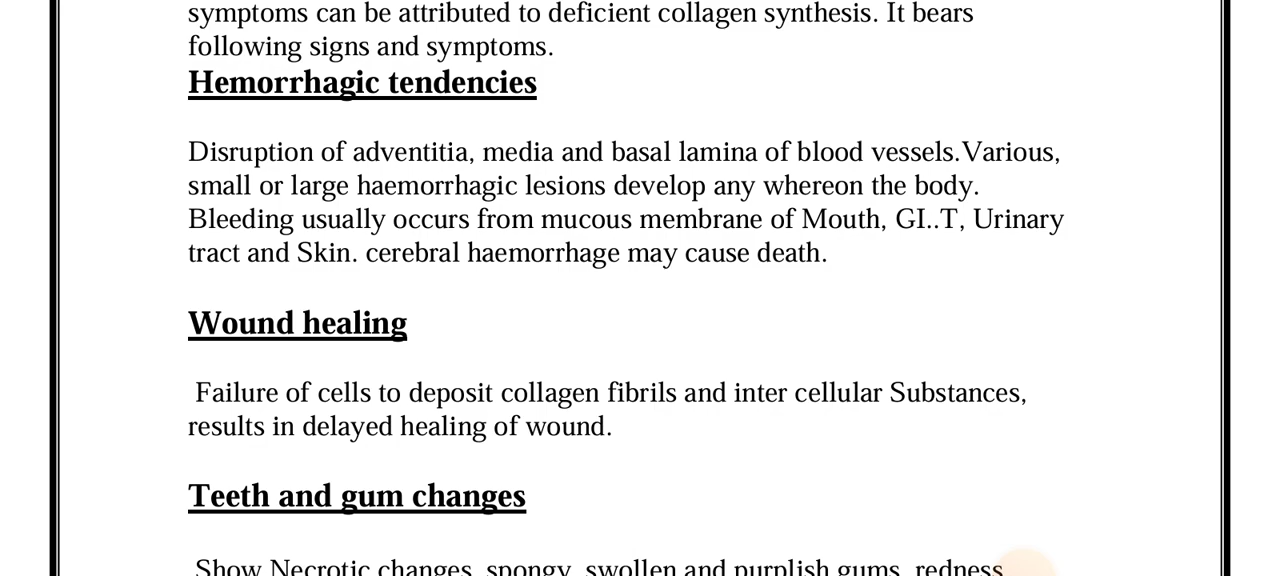 symptoms can be attributed to deficient collagen synthesis. It bears
following signs and symptoms.
Hemorrhagic tendencies
Disruption of adventitia, media and basal lamina of blood vessels.Various,
small or large haemorrhagic lesions develop any whereon the body.
Bleeding usually occurs from mucous membrane of Mouth, GI..T, Urinary
tract and Skin. cerebral haemorrhage may cause death.
Wound healing
Failure of cells to deposit collagen fibrils and inter cellular Substances,
results in delayed healing of wound.
Teeth and gum changes
Show Necrotic changes, spongy, swollen and purplish gums, redness